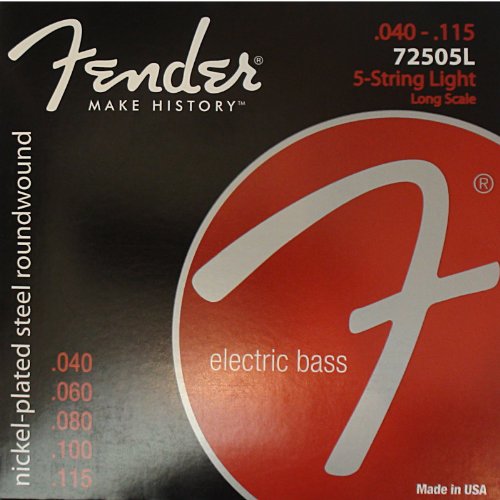 Fender®
MAKE HISTORY™
.040 - .115
72505L
5-String Light
Long Scale
F®
nickel-plated steel roundwound
electric bass
.040
.060
.080
.100
.115
Made in USA